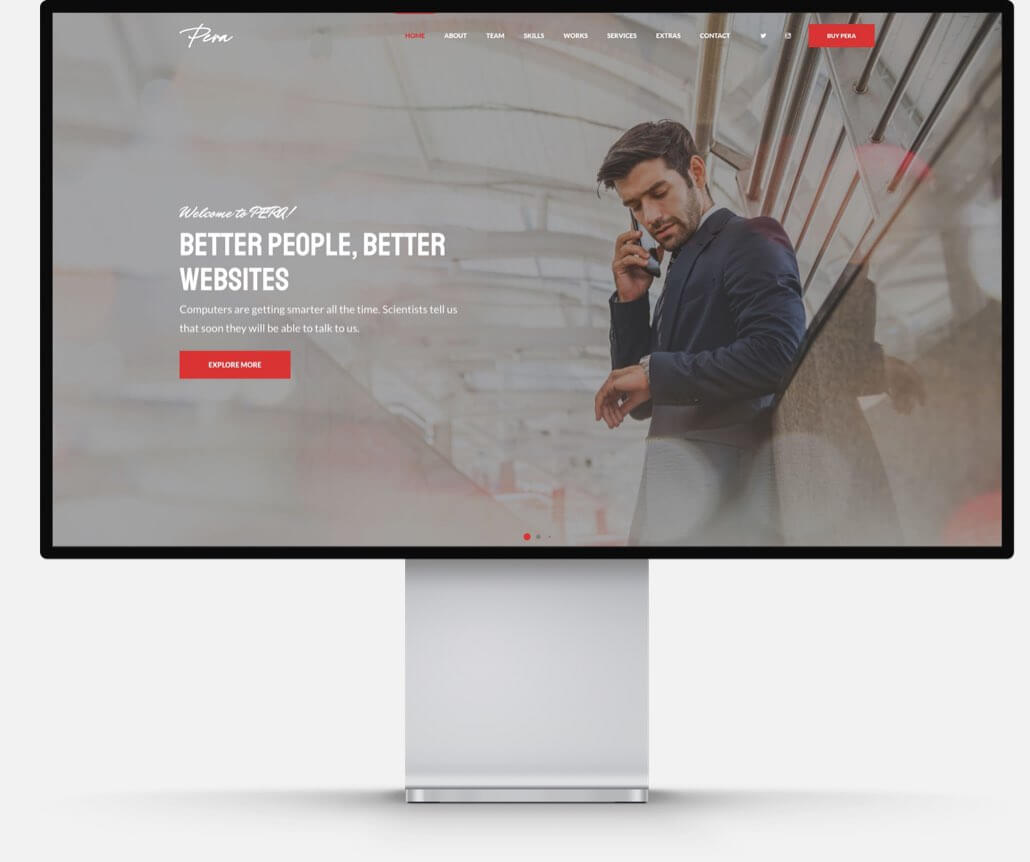 Pera
HOME ABOUT TEAM SKILLS WORKS SERVICES EXTRAS CONTACT BUY PERA
Welcome to PERA!
BETTER PEOPLE, BETTER
WEBSITES
Computers are getting smarter all the time. Scientists tell us
that soon they will be able to talk to us.
EXPLORE MORE